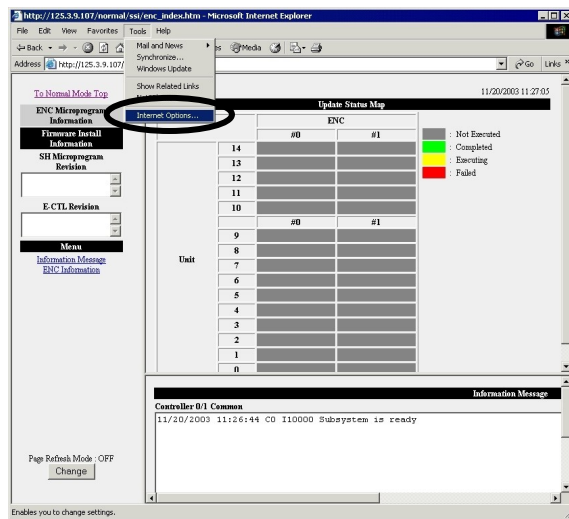 http://125.3.9.107/normal/ssi/enc_index.htm - Microsoft Internet Explorer
File Edit View Favorites Tools Help
Back
Media
Address http://125.3.9.107/
Go Links
Mail and News
Synchronize...
Windows Update
Show Related Links
Internet Options...
To Normal Mode Top
ENC Microprogram
Information
Firmware Install
Information
SH Microprogram
Revision
E-CTL Revision
Menu
Information Message
ENC Information
Page Refresh Mode : OFF
Change
11/20/2003 11:27:05
Update Status Map
ENC
#0 #1
14
13
12
11
10
#0 #1
Unit
9
8
7
6
5
4
3
2
1
0
: Not Executed
: Completed
: Executing
: Failed
Information Message
Controller 0/1 Common
11/20/2003 11:26:44 C0 I10000 Subsystem is ready
Enables you to change settings.